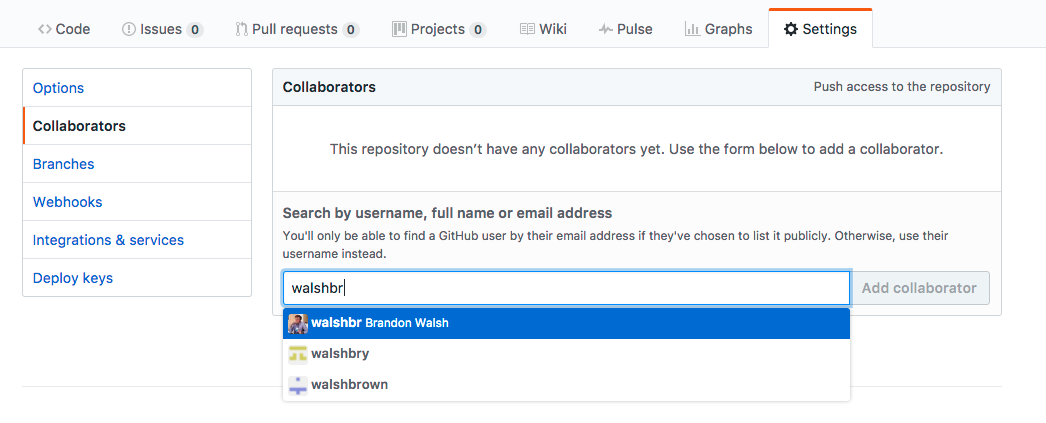 Code Issues 0 Pull requests 0 Projects 0 Wiki Pulse Graphs Settings
Options
Collaborators
Branches
Webhooks
Integrations & services
Deploy keys
Collaborators Push access to the repository
This repository doesn’t have any collaborators yet. Use the form below to add a collaborator.
Search by username, full name or email address
You'll only be able to find a GitHub user by their email address if they've chosen to list it publicly. Otherwise, use their
username instead.
walshbr Add collaborator
walshbr Brandon Walsh
walshbry
walshbrown